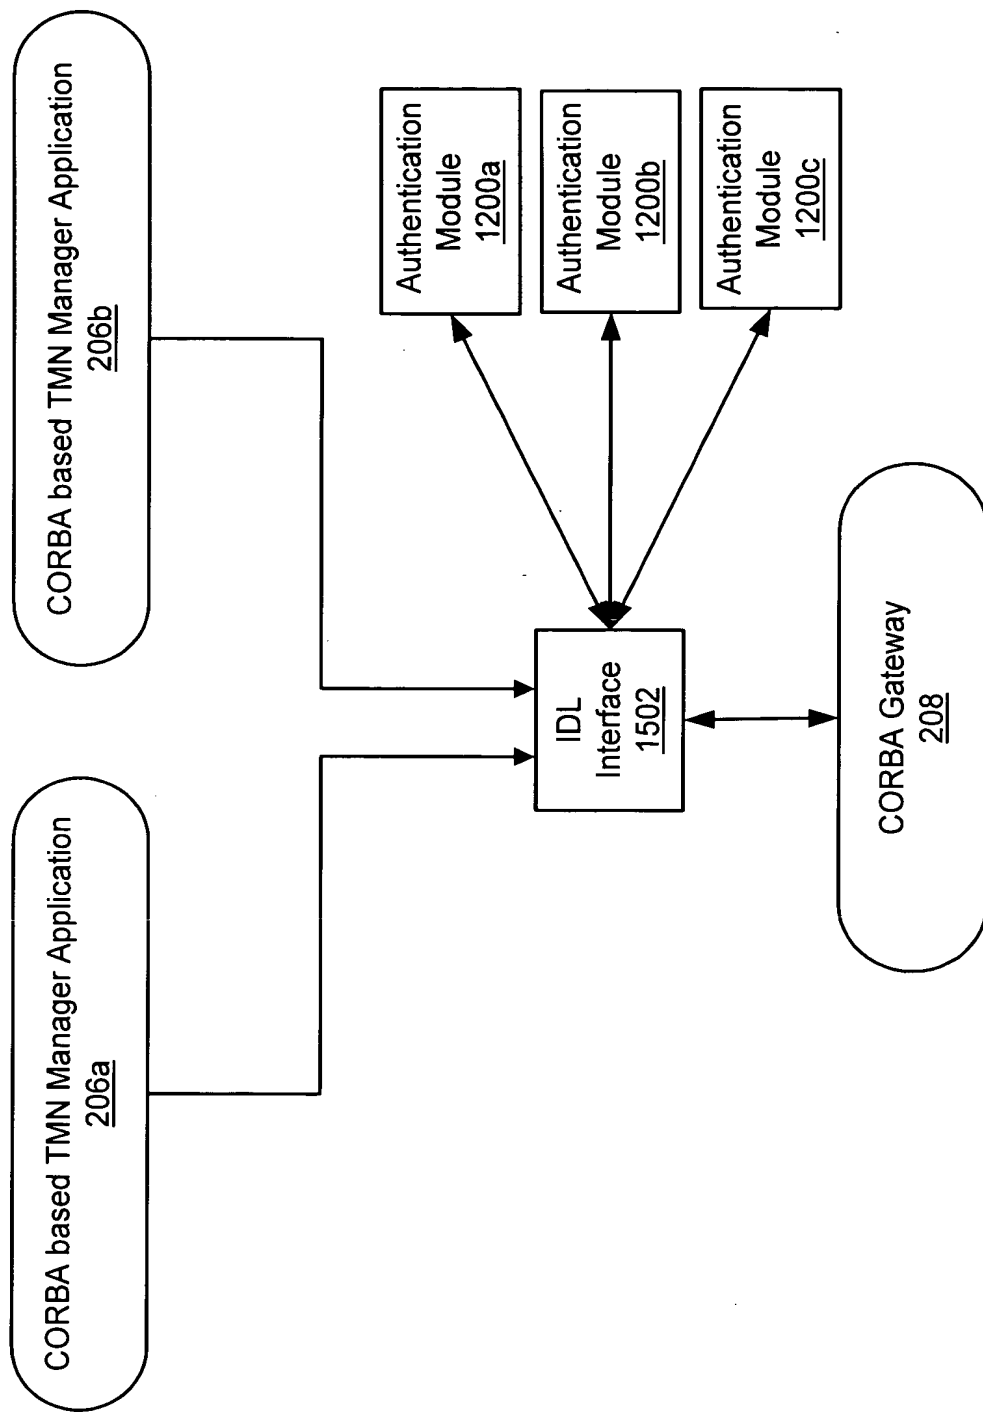 CORBA based TMN Manager Application
206a
CORBA based TMN Manager Application
206b
IDL
Interface
1502
Authentication
Module
1200a
Authentication
Module
1200b
Authentication
Module
1200c
CORBA Gateway
208